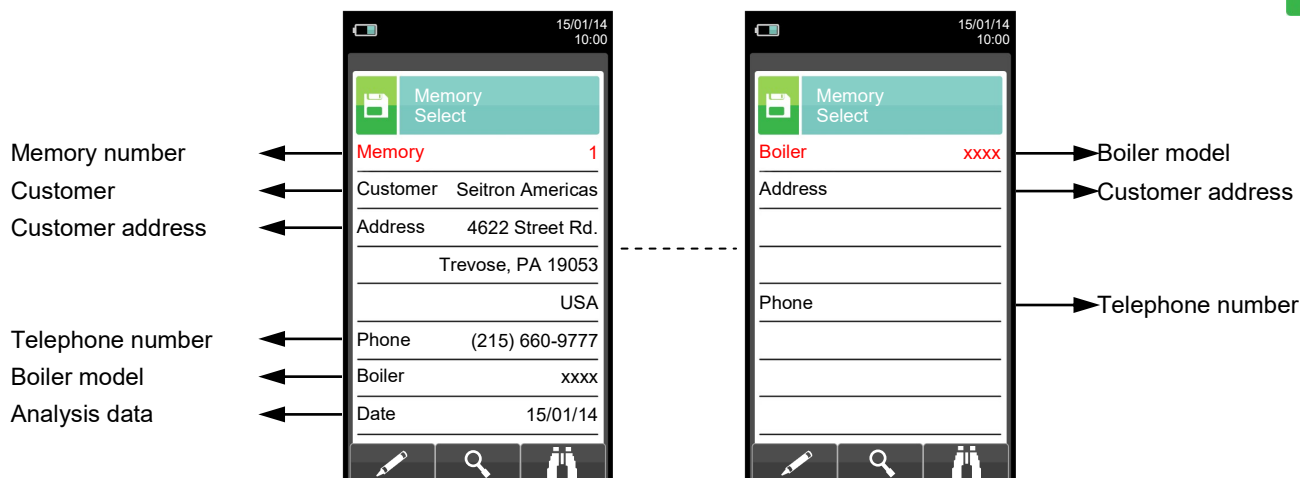 15/01/14
10:00
Memory
Select
Memory number
Memory 1
Customer
Customer Seitron Americas
Customer address
Address 4622 Street Rd.
Trevose, PA 19053
USA
Telephone number
Phone (215) 660-9777
Boiler model
Boiler xxxx
Analysis data
Date 15/01/14
15/01/14
10:00
Memory
Select
Boiler xxxx
Boiler model
Address
Customer address
Phone
Telephone number